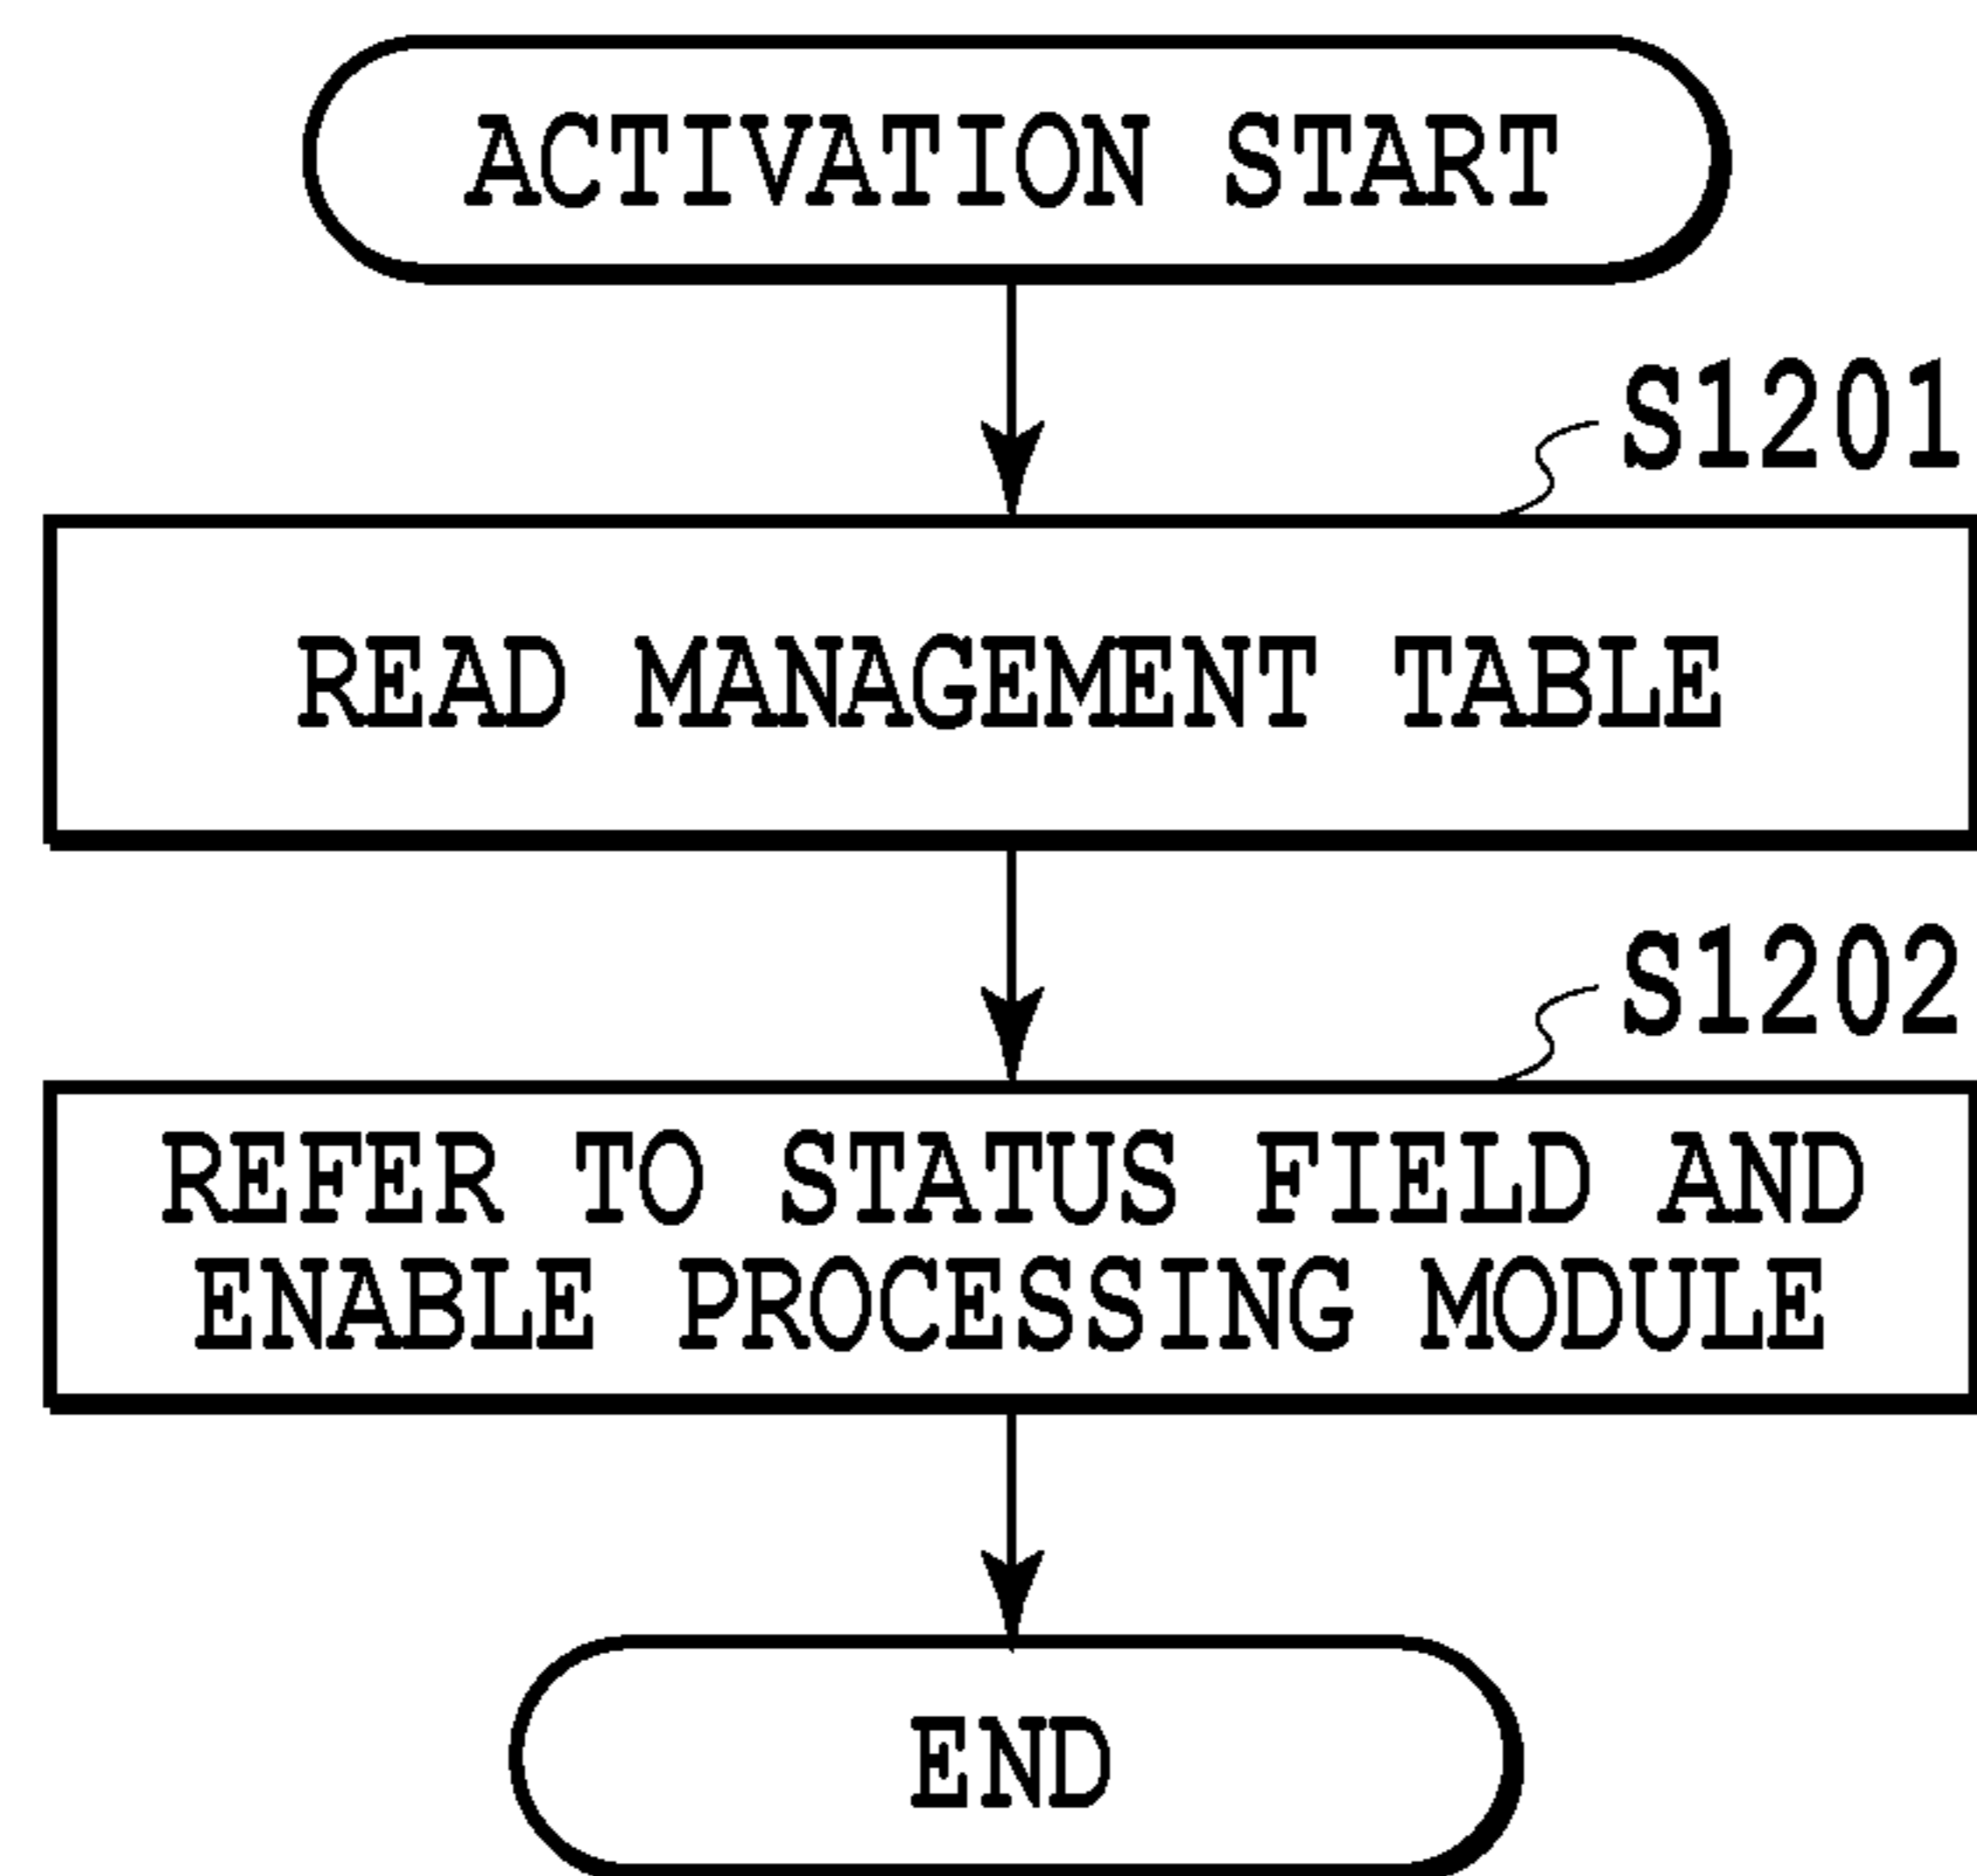 ACTIVATION START
S1201
READ MANAGEMENT TABLE
S1202
REFER TO STATUS FIELD AND
ENABLE PROCESSING MODULE
END